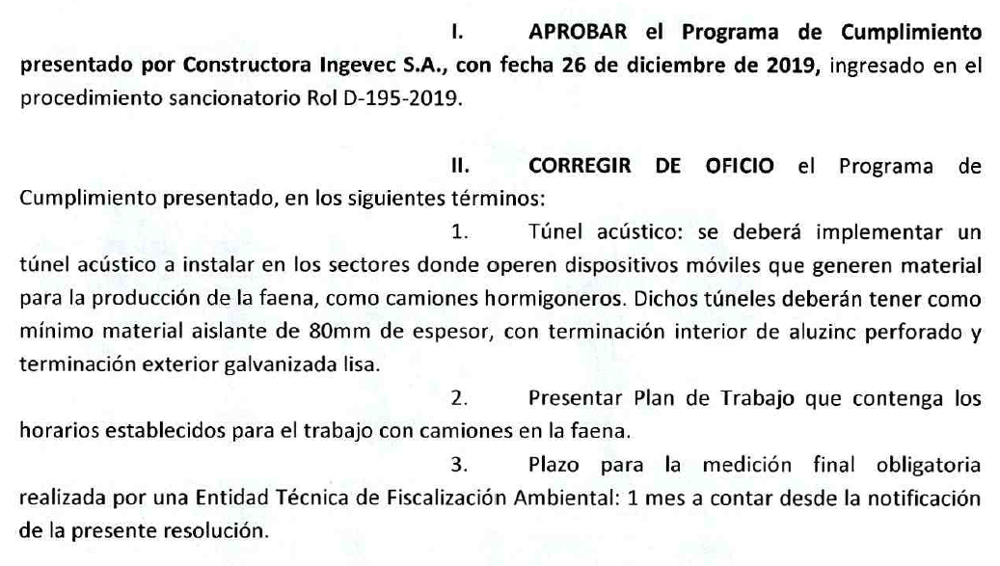 I. APROBAR el Programa de Cumplimiento
presentado por Constructora Ingevec S.A., con fecha 26 de diciembre de 2019, ingresado en el
procedimiento sancionatorio Rol D-195-2019.
II. CORREGIR DE OFICIO el Programa de
Cumplimiento presentado, en los siguientes términos:
1. Túnel acústico: se deberá implementar un
túnel acústico a instalar en los sectores donde operen dispositivos móviles que generen material
para la producción de la faena, como camiones hormigoneros. Dichos túneles deberán tener como
mínimo material aislante de 80mm de espesor, con terminación interior de aluzinc perforado y
terminación exterior galvanizada lisa.
2. Presentar Plan de Trabajo que contenga los
horarios establecidos para el trabajo con camiones en la faena.
3. Plazo para la medición final obligatoria
realizada por una Entidad Técnica de Fiscalización Ambiental: 1 mes a contar desde la notificación
de la presente resolución.